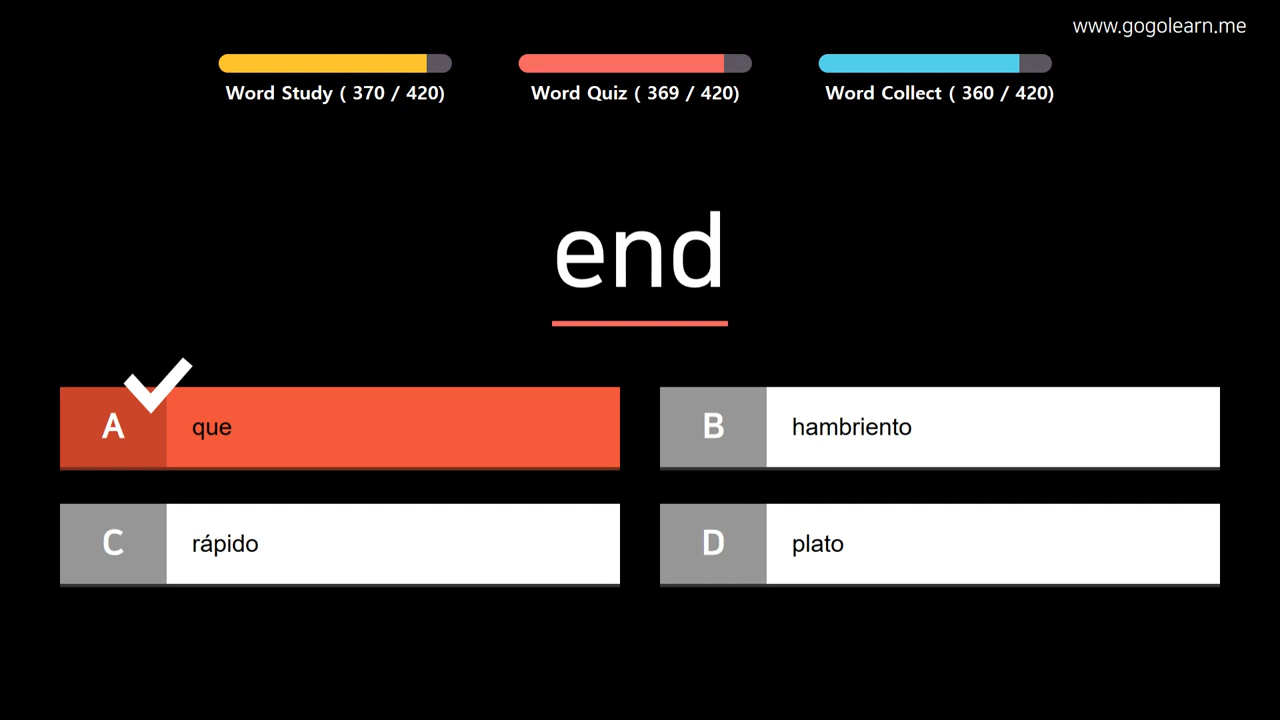 www.gogolearn.me
Word Study ( 370 / 420)
Word Quiz ( 369 / 420)
Word Collect ( 360 / 420)
end
A que
B hambriento
C rápido
D plato